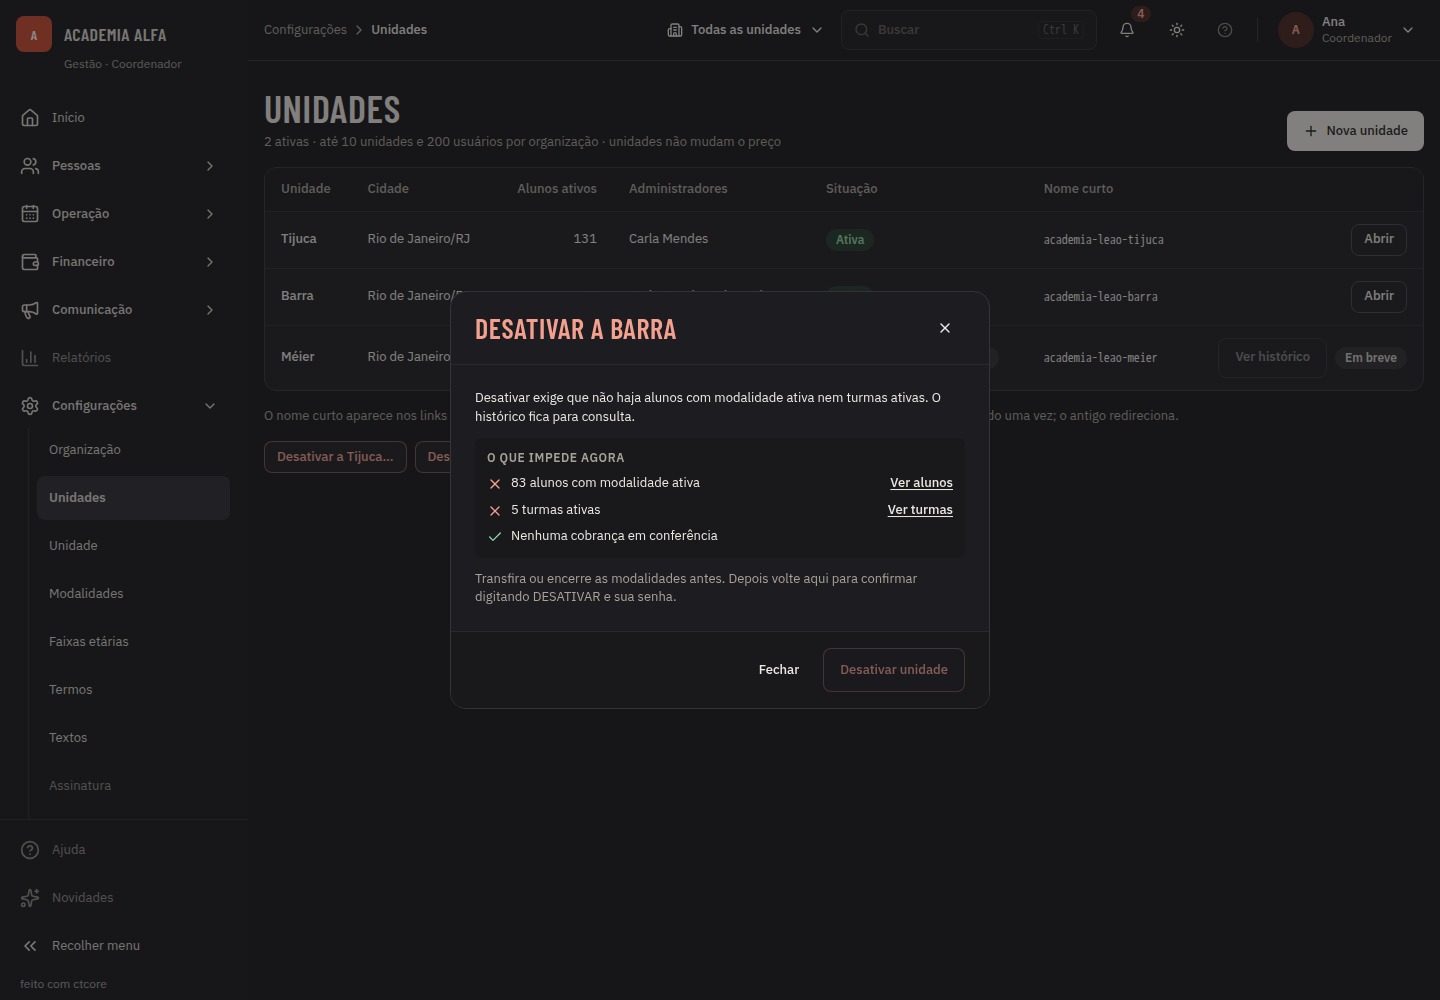 A
ACADEMIA ALFA
Gestão · Coordenador
Início
Pessoas
Operação
Financeiro
Comunicação
Relatórios
Configurações
Organização
Unidades
Unidade
Modalidades
Faixas etárias
Termos
Textos
Assinatura
Ajuda
Novidades
Recolher menu
feito com ctcore
Configurações > Unidades
Todas as unidades
Buscar
Ctrl K
4
A
Ana
Coordenador
UNIDADES
2 ativas · até 10 unidades e 200 usuários por organização · unidades não mudam o preço
Nova unidade
Unidade Cidade Alunos ativos Administradores Situação Nome curto
Tijuca Rio de Janeiro/RJ 131 Carla Mendes Ativa academia-leao-tijuca Abrir
Barra Rio de Janeiro/ academia-leao-barra Abrir
Méier Rio de Janeiro academia-leao-meier Ver histórico Em breve
O nome curto aparece nos links do uma vez; o antigo redireciona.
Desativar a Tijuca...
Des
DESATIVAR A BARRA
Desativar exige que não haja alunos com modalidade ativa nem turmas ativas. O
histórico fica para consulta.
O QUE IMPEDE AGORA
83 alunos com modalidade ativa Ver alunos
5 turmas ativas Ver turmas
Nenhuma cobrança em conferência
Transfira ou encerre as modalidades antes. Depois volte aqui para confirmar
digitando DESATIVAR e sua senha.
Fechar
Desativar unidade